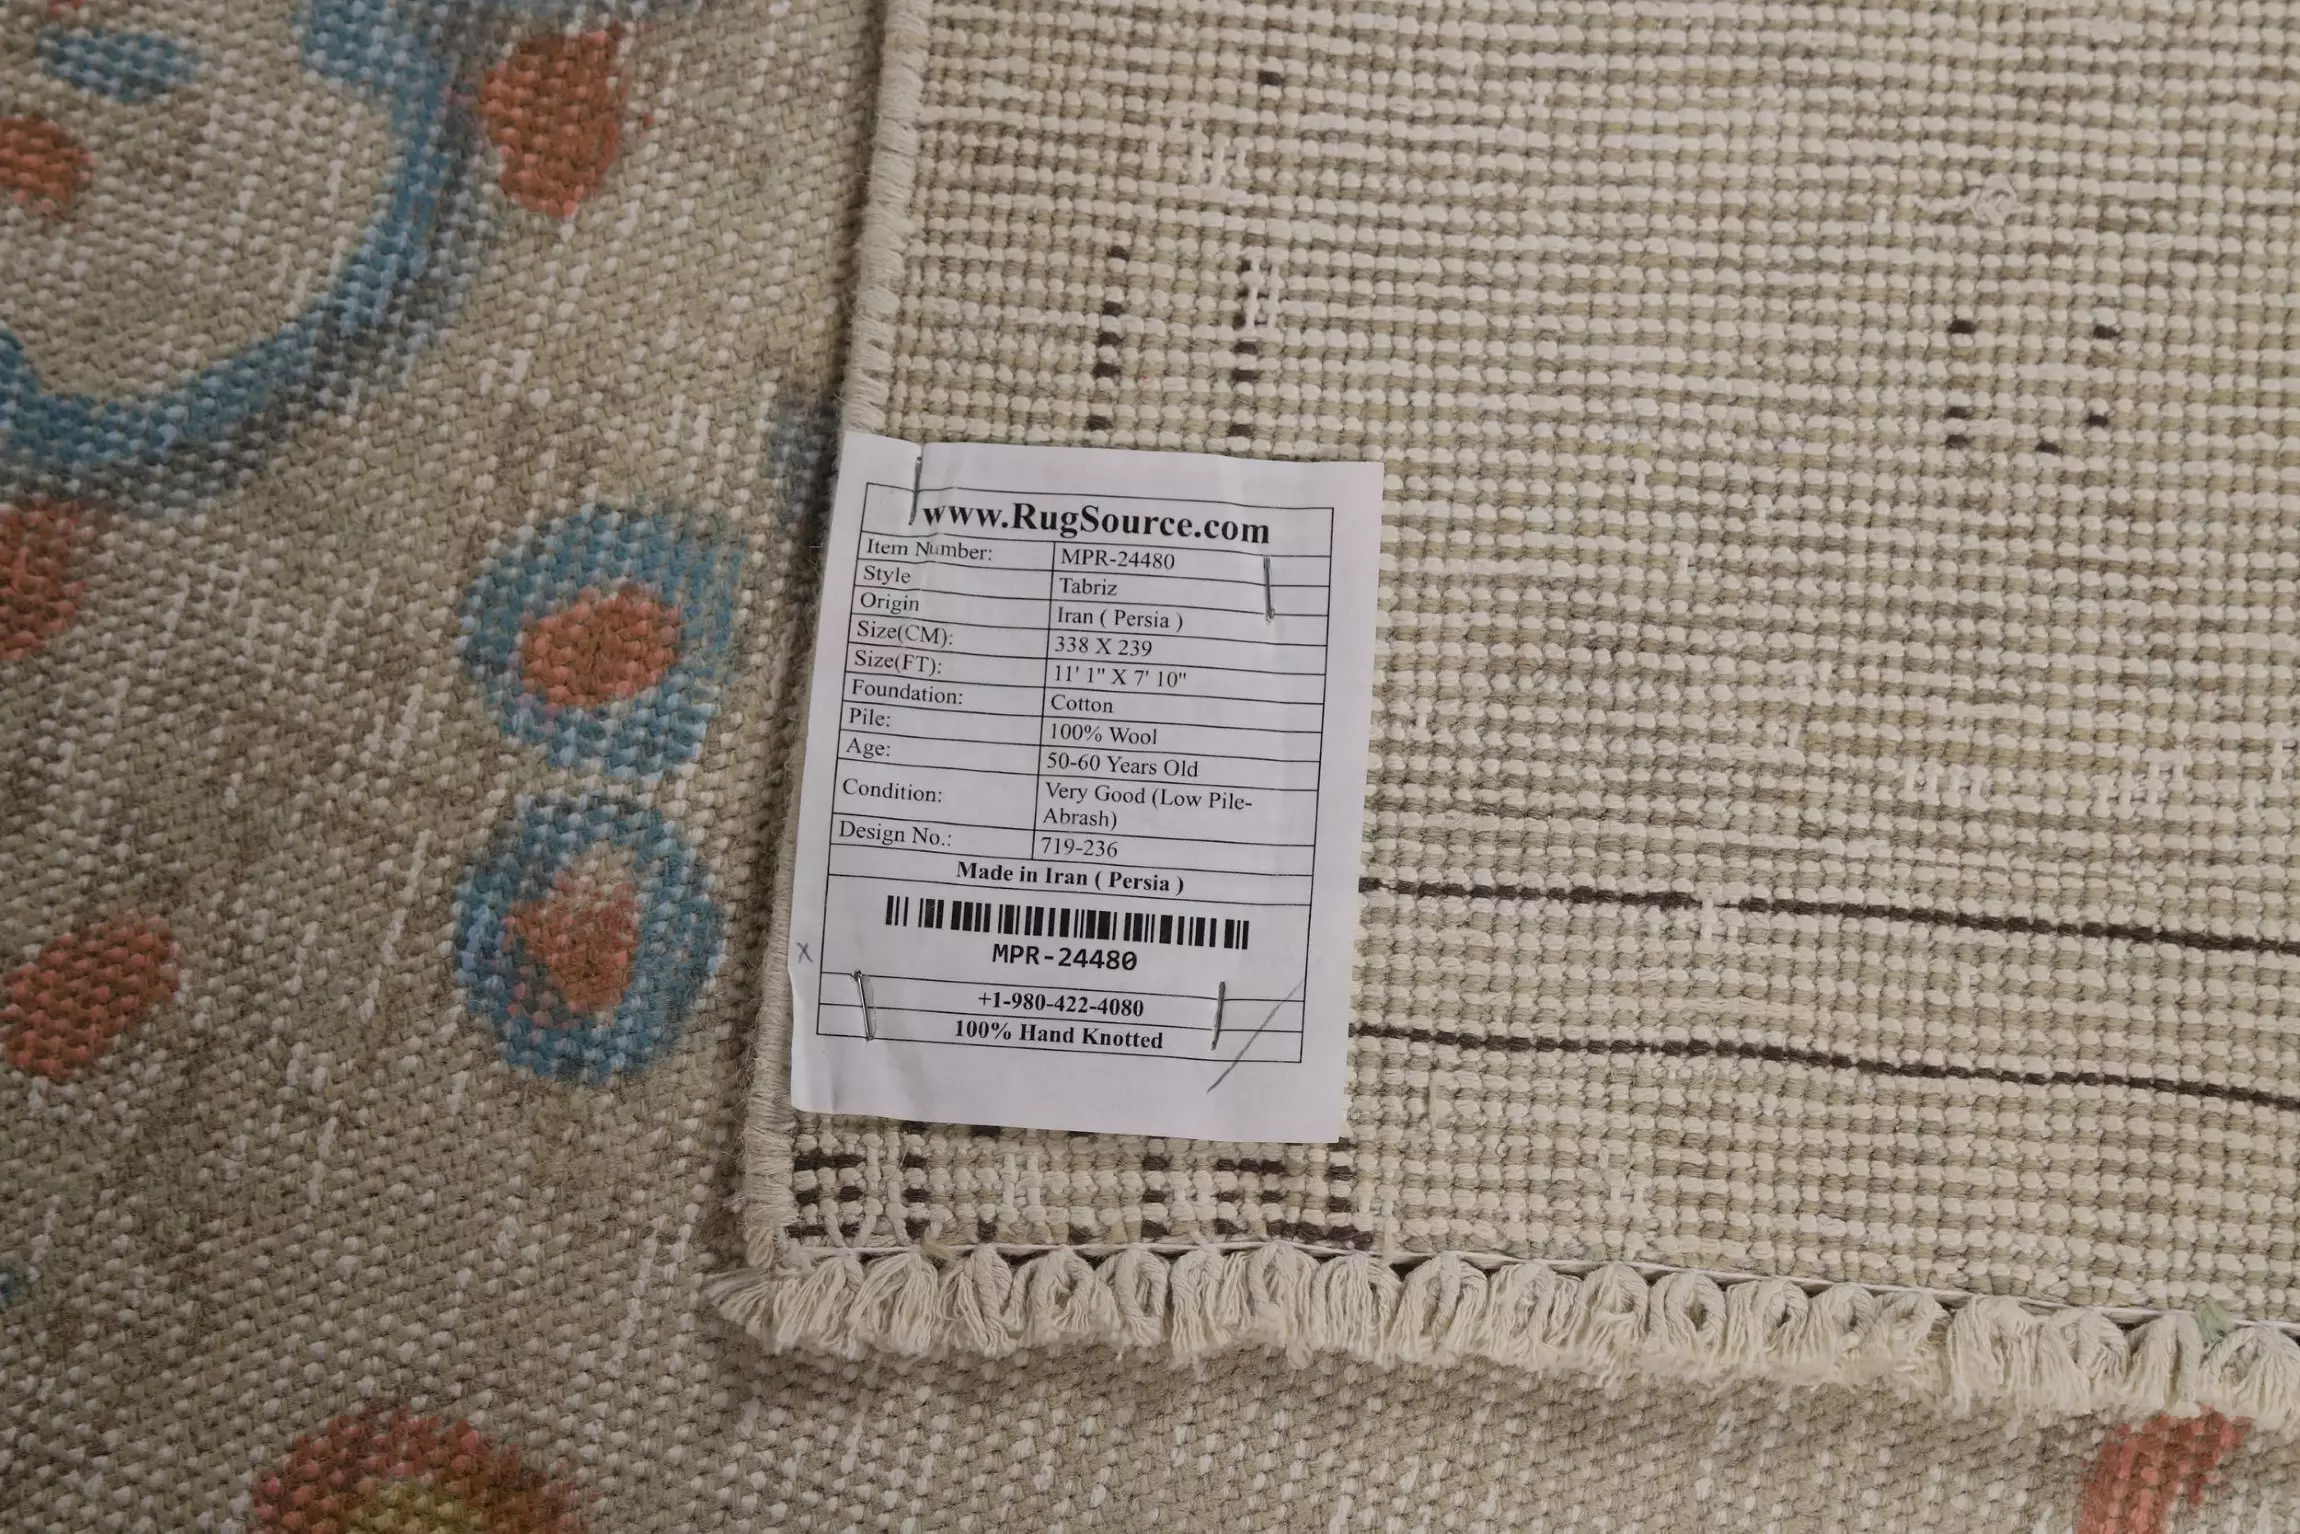 www.RugSource.com
Item Number: MPR-24480
Style Tabriz
Origin Iran ( Persia )
Size(CM): 338 X 239
Size(FT): 11' 1" X 7' 10"
Foundation: Cotton
Pile: 100% Wool
Age: 50-60 Years Old
Condition: Very Good (Low Pile-
Abrash)
Design No.: 719-236
Made in Iran ( Persia )
MPR-24480
x
+1-980-422-4080
100% Hand Knotted